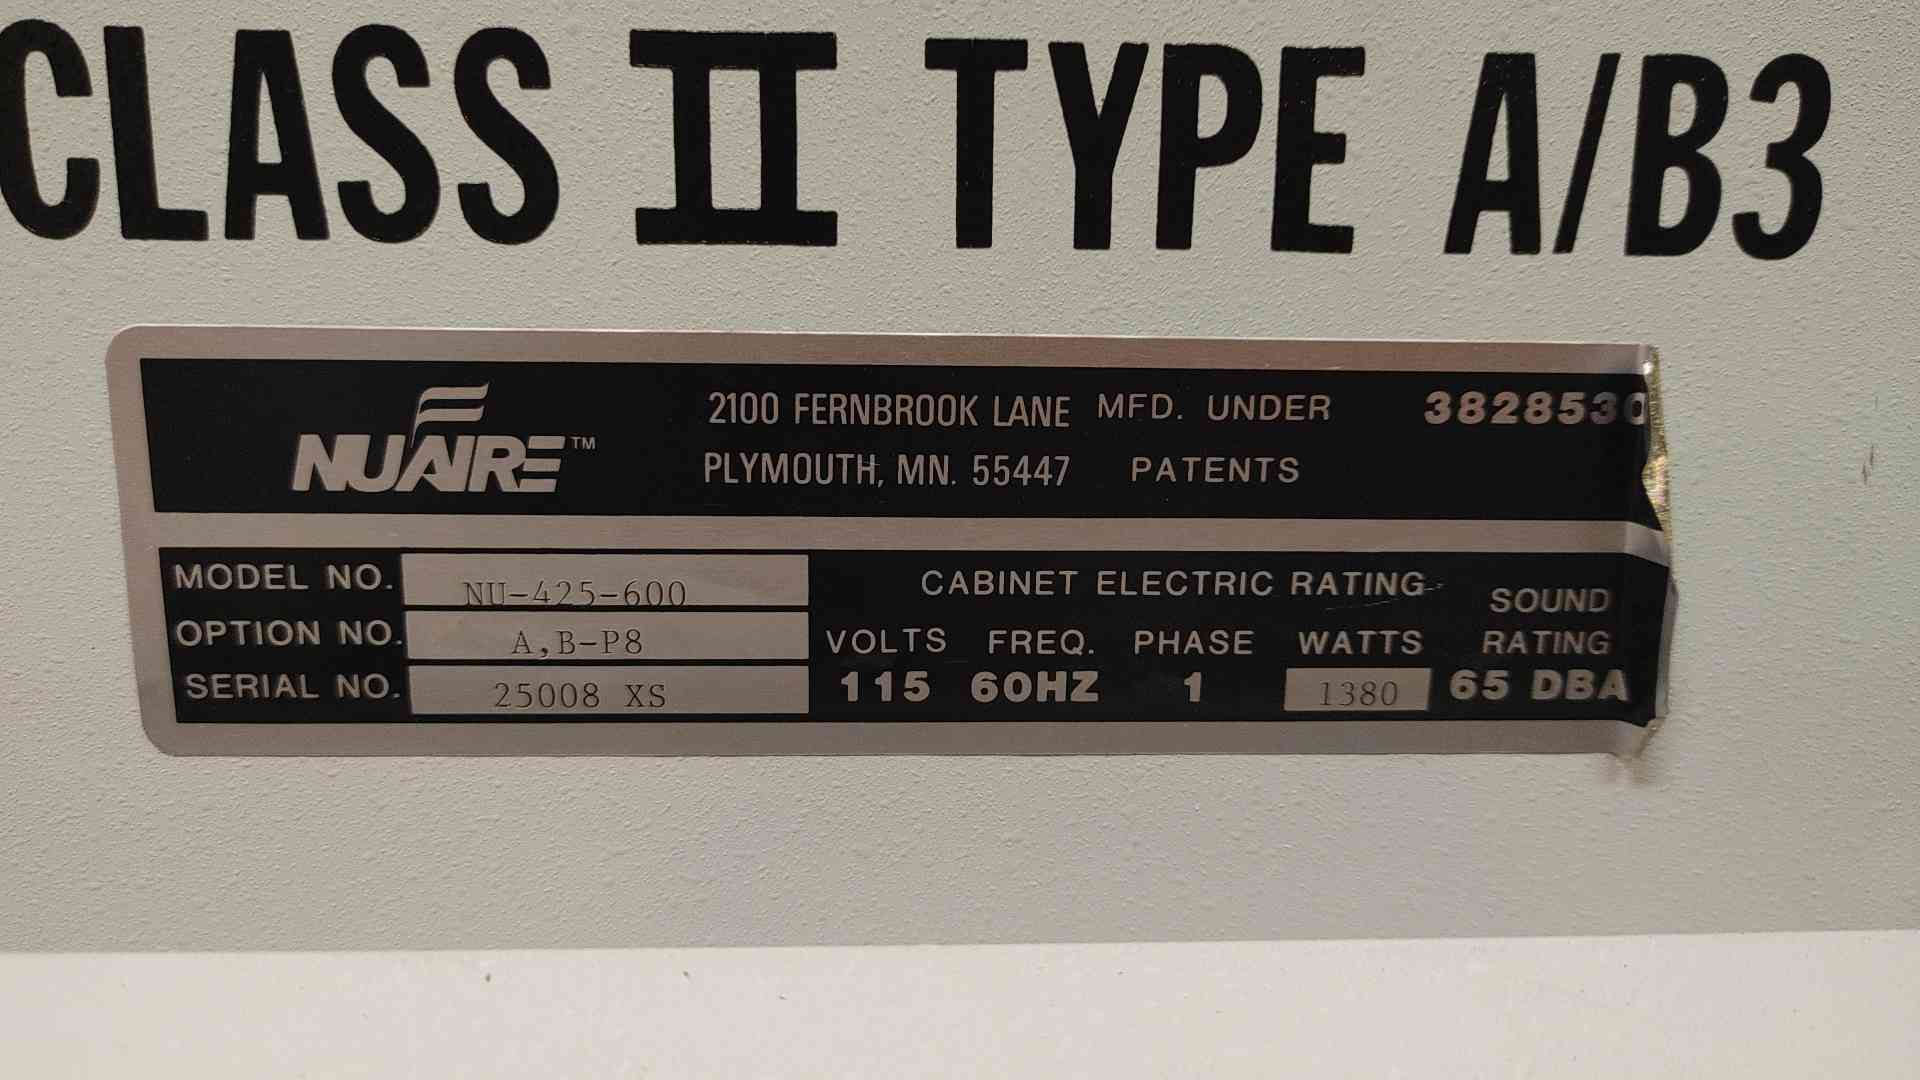 CLASS II TYPE A/B3
NUAIRE™
2100 FERNBROOK LANE
PLYMOUTH, MN. 55447
MFD. UNDER 3828530
PATENTS
MODEL NO. NU-425-600
OPTION NO. A,B-P8
SERIAL NO. 25008 XS
CABINET ELECTRIC RATING
VOLTS FREQ. PHASE WATTS
115 60HZ 1 1380
SOUND
RATING
65 DBA